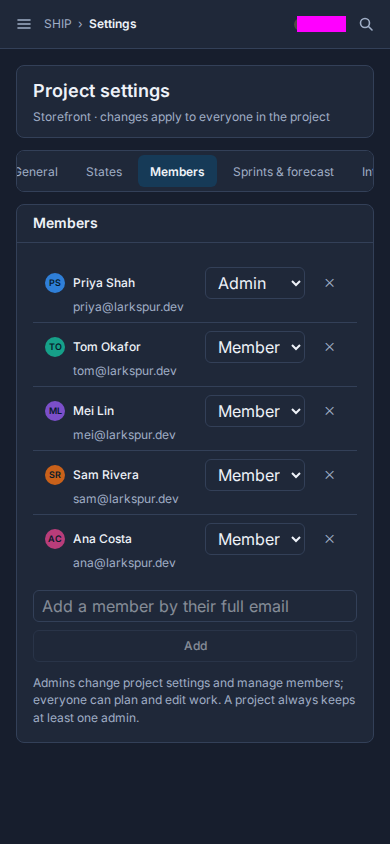 SHIP › Settings
Project settings
Storefront · changes apply to everyone in the project
General States Members Sprints & forecast
Members
PS Priya Shah Admin ×
priya@larkspur.dev
TO Tom Okafor Member ×
tom@larkspur.dev
ML Mei Lin Member ×
mei@larkspur.dev
SR Sam Rivera Member ×
sam@larkspur.dev
AC Ana Costa Member ×
ana@larkspur.dev
Add a member by their full email
Add
Admins change project settings and manage members;
everyone can plan and edit work. A project always keeps
at least one admin.